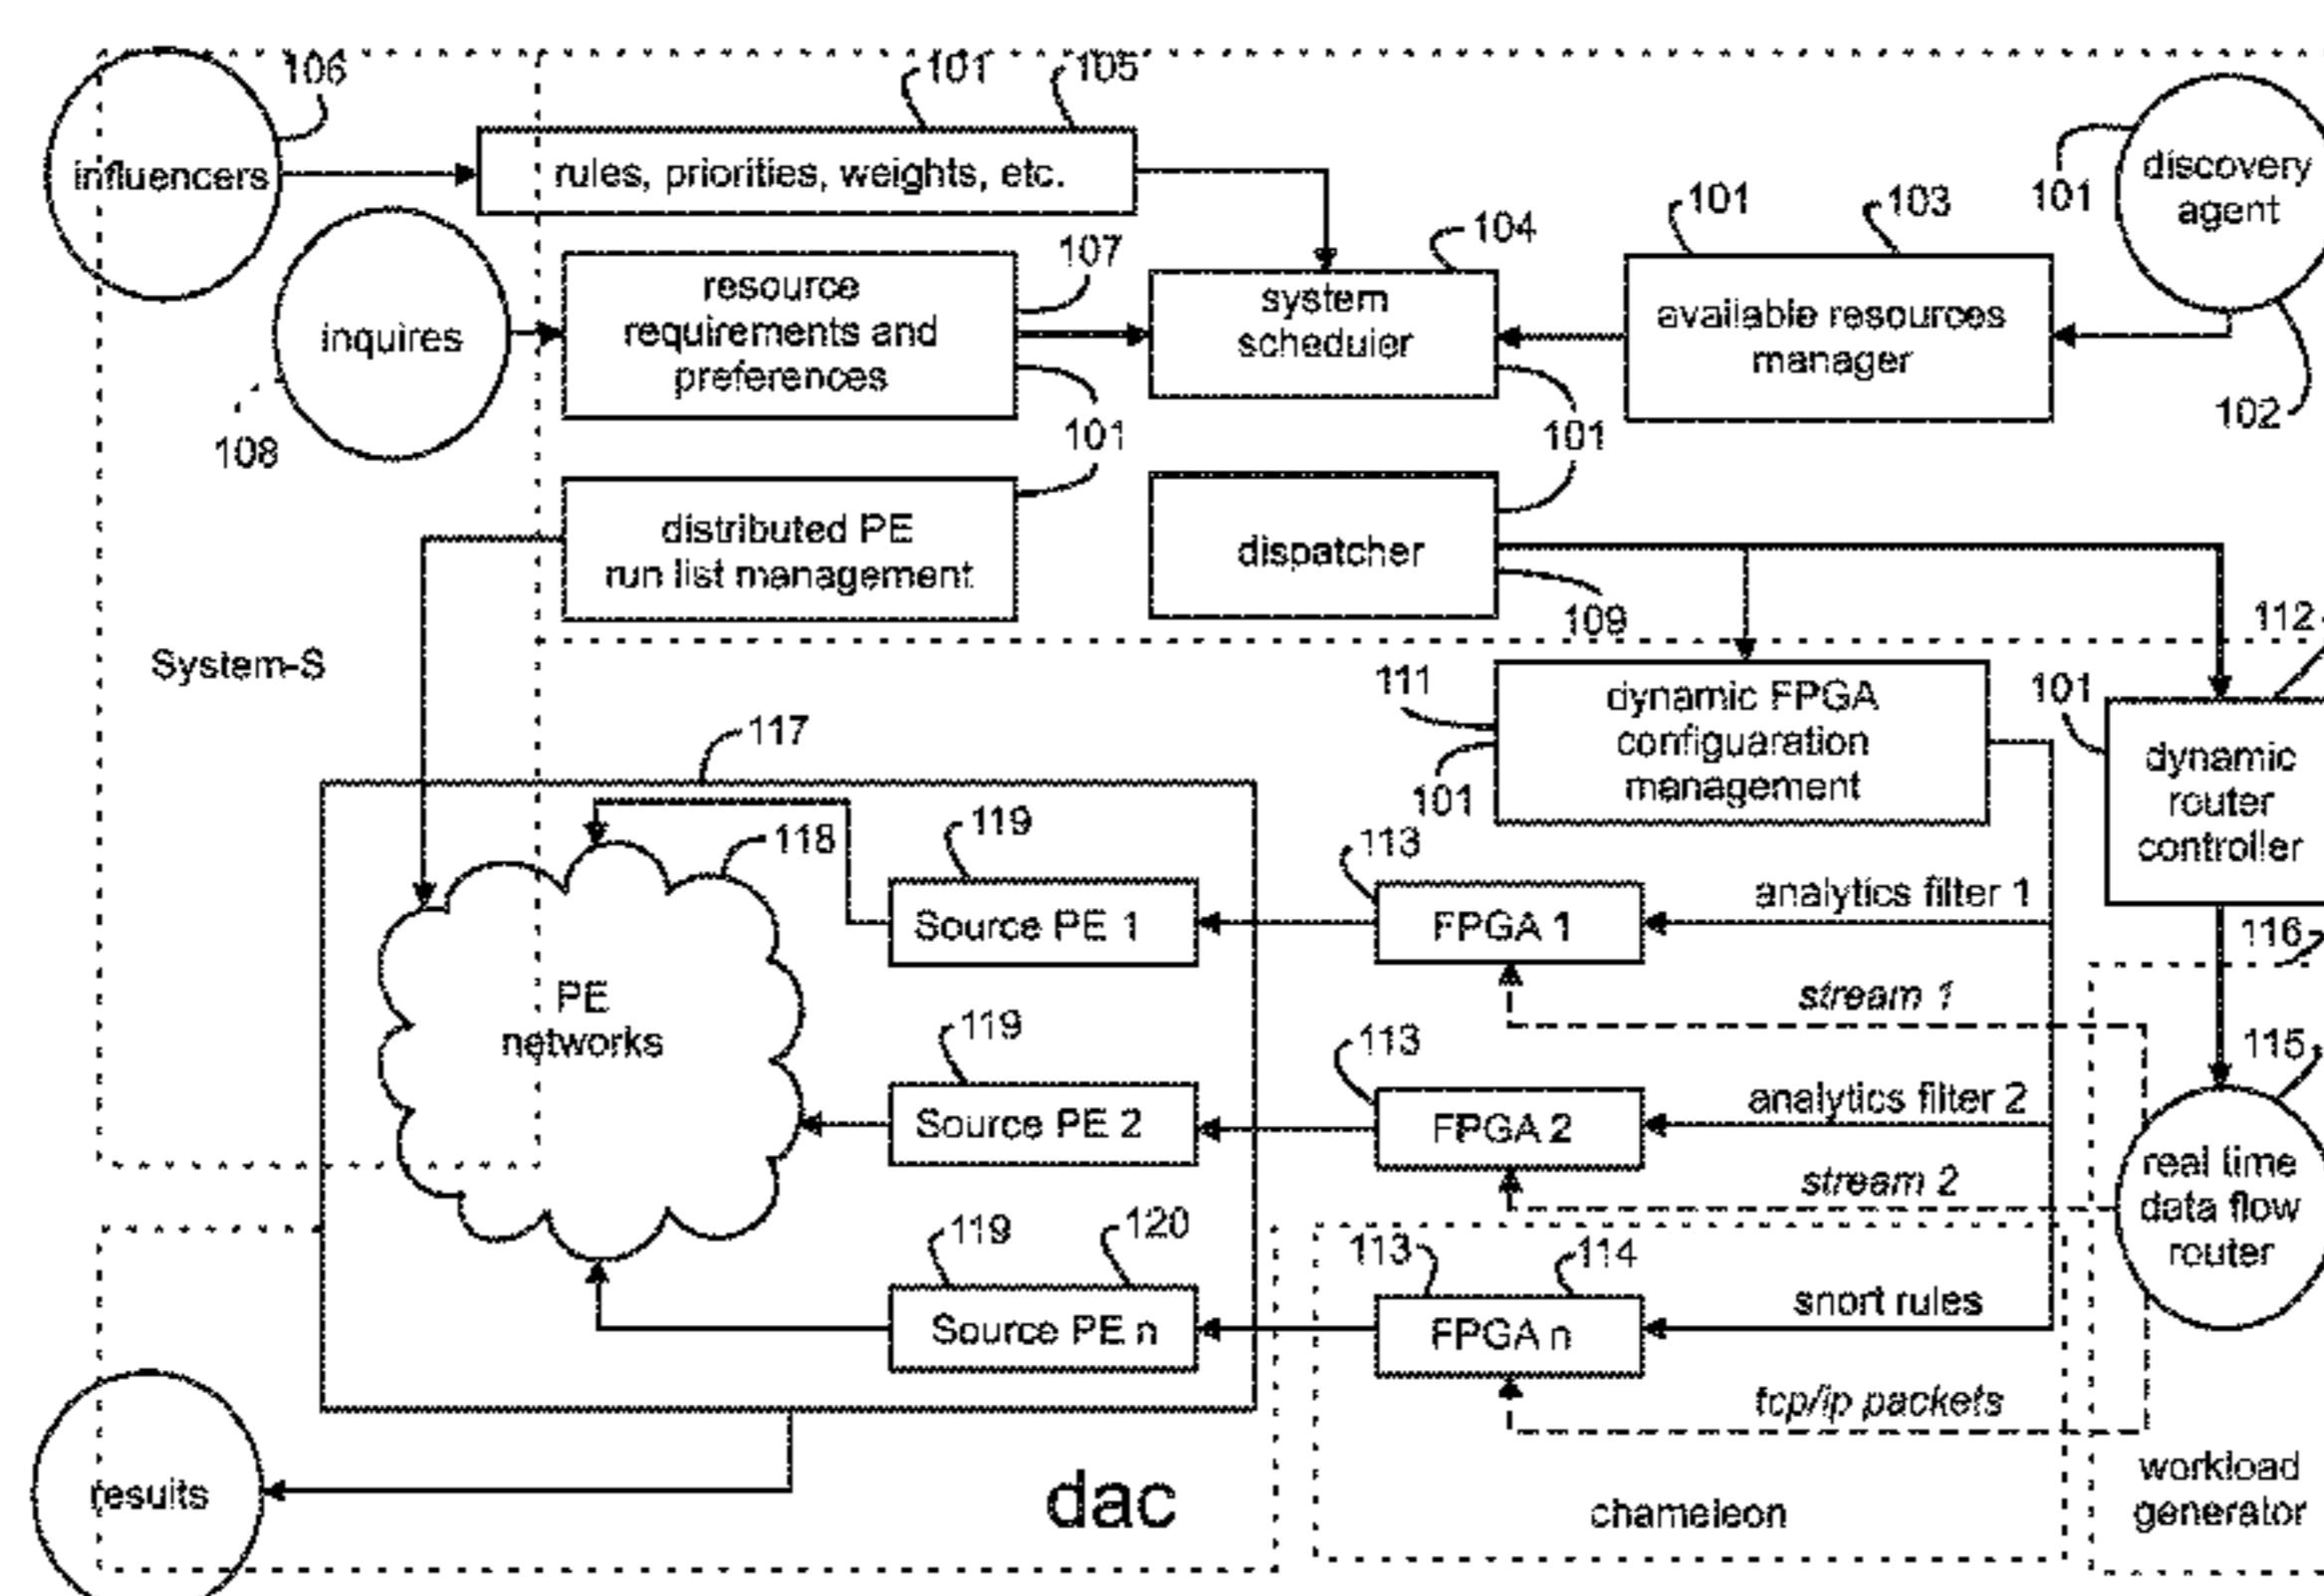 106
101
105
influencers
rules, priorities, weights, etc.
101
discovery
agent
101
103
104
107
resource
requirements and
preferences
system
scheduier
available resources
manager
inquires
102
108
101
101
distributed PE
run list management
dispatcher
109
112
System-S
111
101
dynamic FPGA
configuaration
management
101
dynamic
router
controller
117
118
119
113
Source PE 1
FPGA 1
analytics filter 1
116
stream 1
PE
networks
119
113
115
Source PE 2
FPGA 2
analytics filter 2
stream 2
real time
data flow
router
119
120
113
114
Source PE n
FPGA n
snort rules
tcp/ip packets
results
dac
chameleon
workload
generator